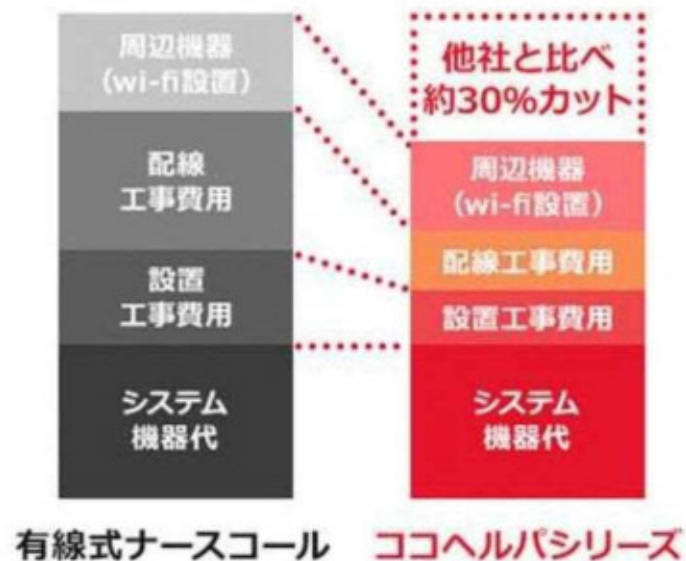 周辺機器
（wi-fi設置）
配線
工事費用
設置
工事費用
システム
機器代
有線式ナースコール
他社と比べ
約30%カット
周辺機器
（wi-fi設置）
配線工事費用
設置工事費用
システム
機器代
ココヘルパシリーズ